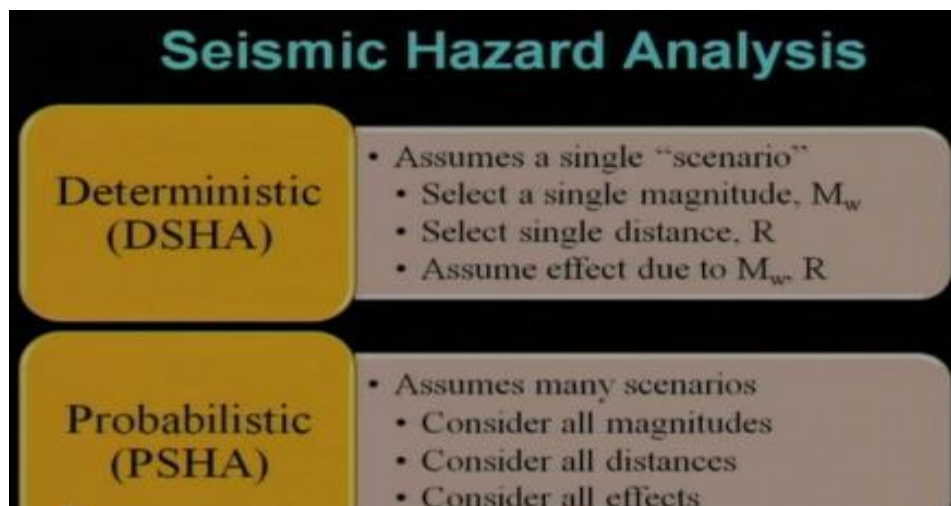 Seismic Hazard Analysis
Deterministic
(DSHA)
• Assumes a single “scenario”
• Select a single magnitude, Mw
• Select single distance, R
• Assume effect due to Mw, R
Probabilistic
(PSHA)
• Assumes many scenarios
• Consider all magnitudes
• Consider all distances
• Consider all effects